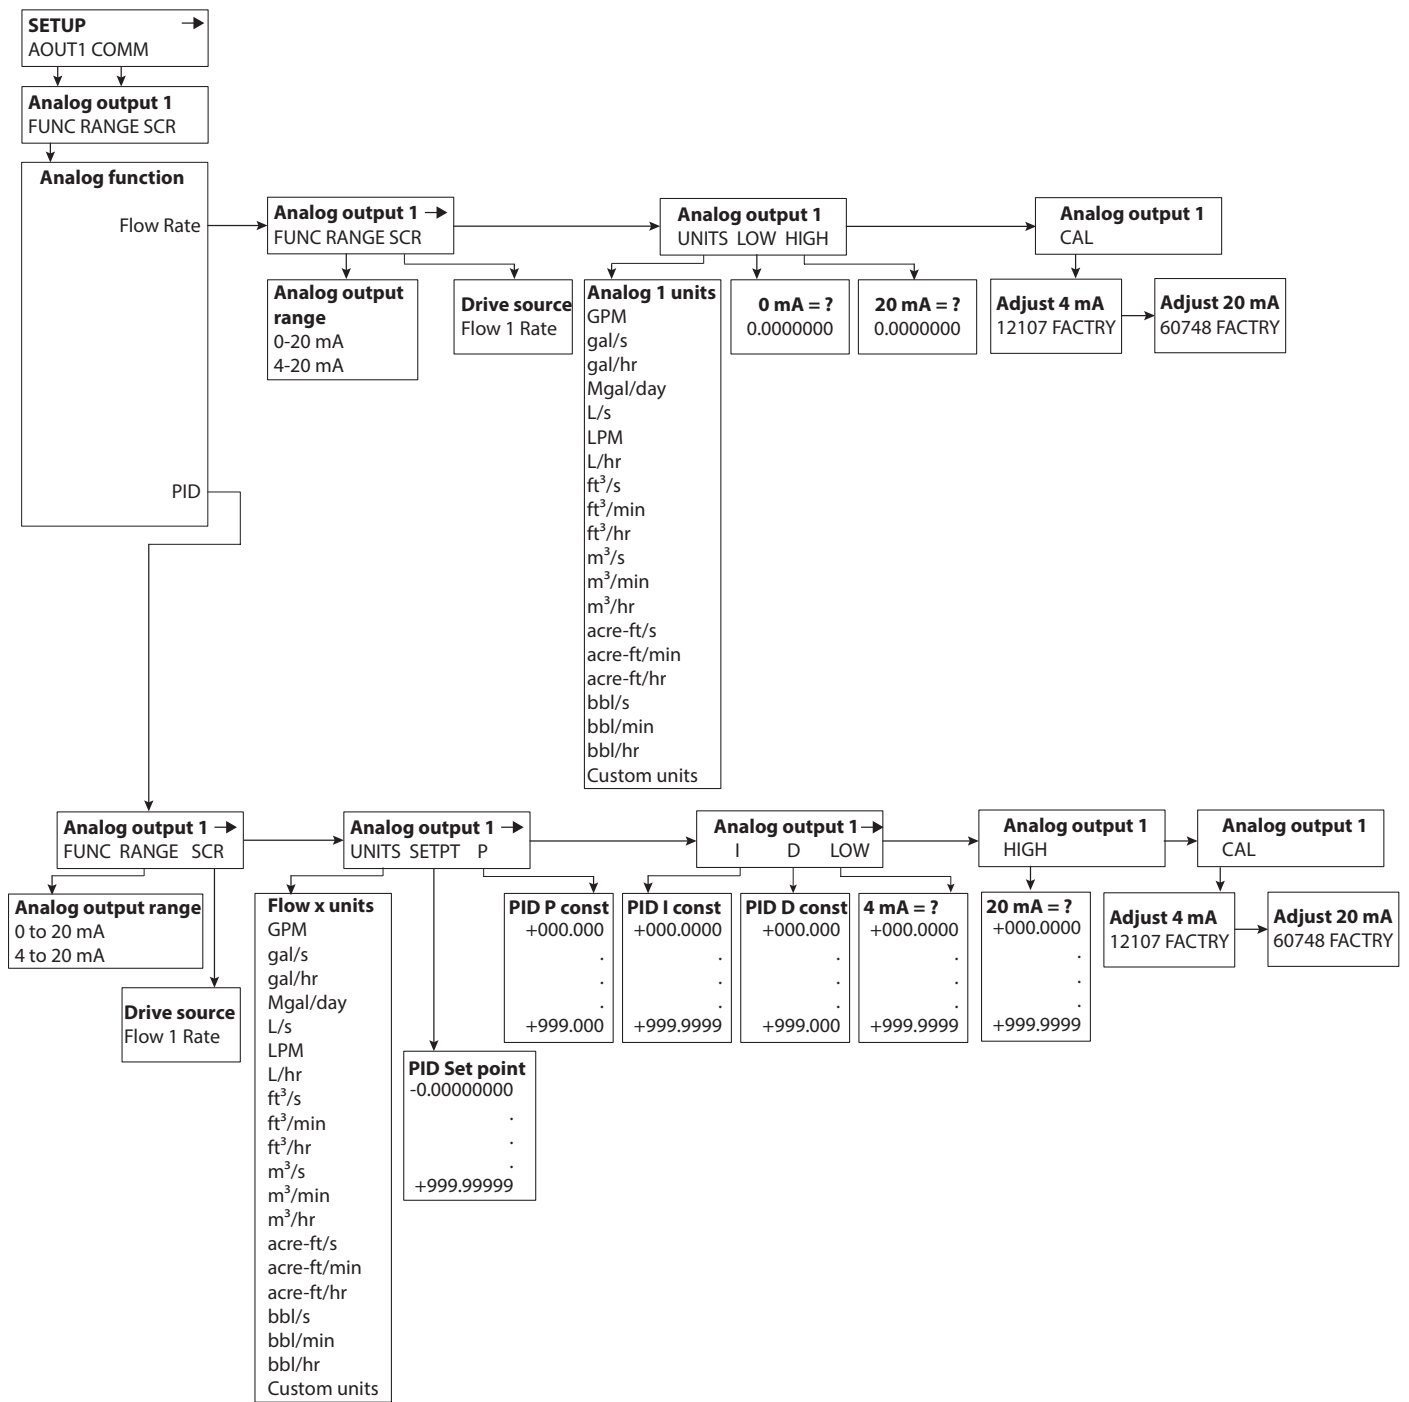 SETUP
AOUT1 COMM
Analog output 1
FUNC RANGE SCR
Analog function
Flow Rate
PID
Analog output 1
FUNC RANGE SCR
Analog output
range
0-20 mA
4-20 mA
Drive source
Flow 1 Rate
Analog output 1
UNITS LOW HIGH
Analog 1 units
GPM
gal/s
gal/hr
Mgal/day
L/s
LPM
L/hr
ft³/s
ft³/min
ft³/hr
m³/s
m³/min
m³/hr
acre-ft/s
acre-ft/min
acre-ft/hr
bbl/s
bbl/min
bbl/hr
Custom units
0 mA = ?
0.0000000
20 mA = ?
0.0000000
Analog output 1
CAL
Adjust 4 mA
12107 FACTRY
Adjust 20 mA
60748 FACTRY
Analog output 1
FUNC RANGE SCR
Analog output range
0 to 20 mA
4 to 20 mA
Drive source
Flow 1 Rate
Analog output 1
UNITS SETPT P
Flow x units
GPM
gal/s
gal/hr
Mgal/day
L/s
LPM
L/hr
ft³/s
ft³/min
ft³/hr
m³/s
m³/min
m³/hr
acre-ft/s
acre-ft/min
acre-ft/hr
bbl/s
bbl/min
bbl/hr
Custom units
PID Set point
-0.00000000
.
.
.
+999.99999
PID P const
+000.000
.
.
.
+999.000
Analog output 1
I D LOW
PID I const
+000.0000
.
.
.
+999.9999
PID D const
+000.000
.
.
.
+999.000
4 mA = ?
+000.0000
.
.
.
+999.9999
Analog output 1
HIGH
20 mA = ?
+000.0000
.
.
.
+999.9999
Analog output 1
CAL
Adjust 4 mA
12107 FACTRY
Adjust 20 mA
60748 FACTRY